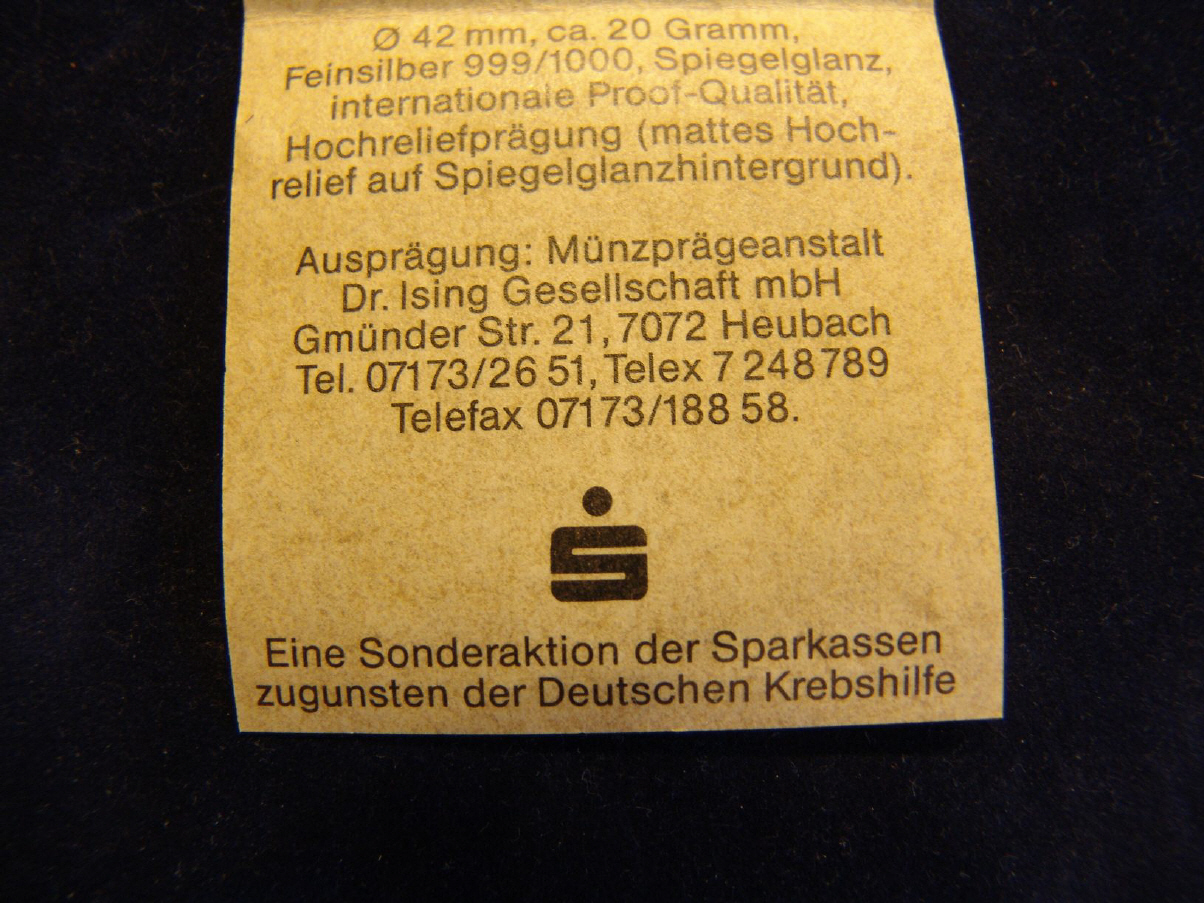 Ø 42 mm, ca. 20 Gramm,
Feinsilber 999/1000, Spiegelglanz,
internationale Proof-Qualität,
Hochreliefprägung (mattes Hoch-
relief auf Spiegelglanzhintergrund).
Ausprägung: Münzprägeanstalt
Dr. Ising Gesellschaft mbH
Gmünder Str. 21, 7072 Heubach
Tel. 07173/26 51, Telex 7 248 789
Telefax 07173/188 58.
S
Eine Sonderaktion der Sparkassen
zugunsten der Deutschen Krebshilfe